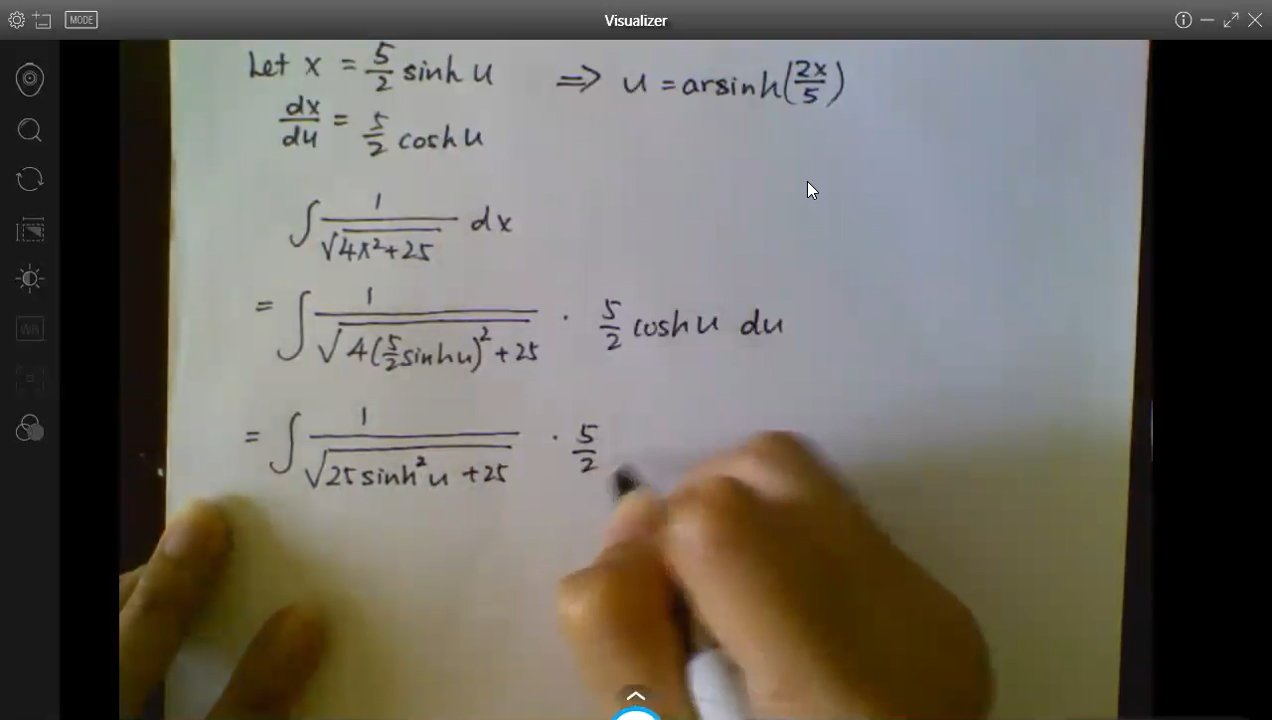 MODE
Visualizer
Let x = 5/2 sinh u ⇒ u = arsinh(2x/5)
dx/du = 5/2 cosh u
∫ 1/√(4x²+25) dx
= ∫ 1/√(4(5/2 sinh u)²+25) · 5/2 cosh u du
= ∫ 1/√(25 sinh² u +25) · 5/2